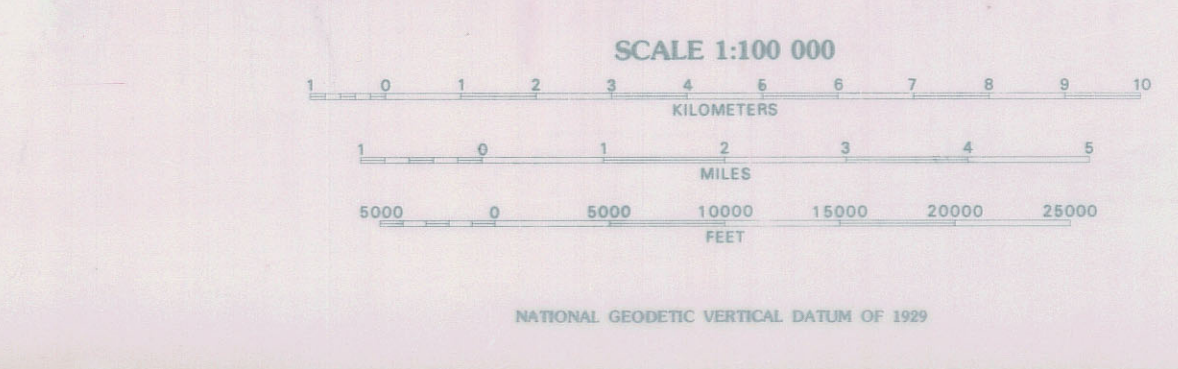 SCALE 1:100 000
1 0 1 2 3 4 5 6 7 8 9 10
KILOMETERS
1 0 1 2 3 4 5
MILES
5000 0 5000 10000 15000 20000 25000
FEET
NATIONAL GEODETIC VERTICAL DATUM OF 1929